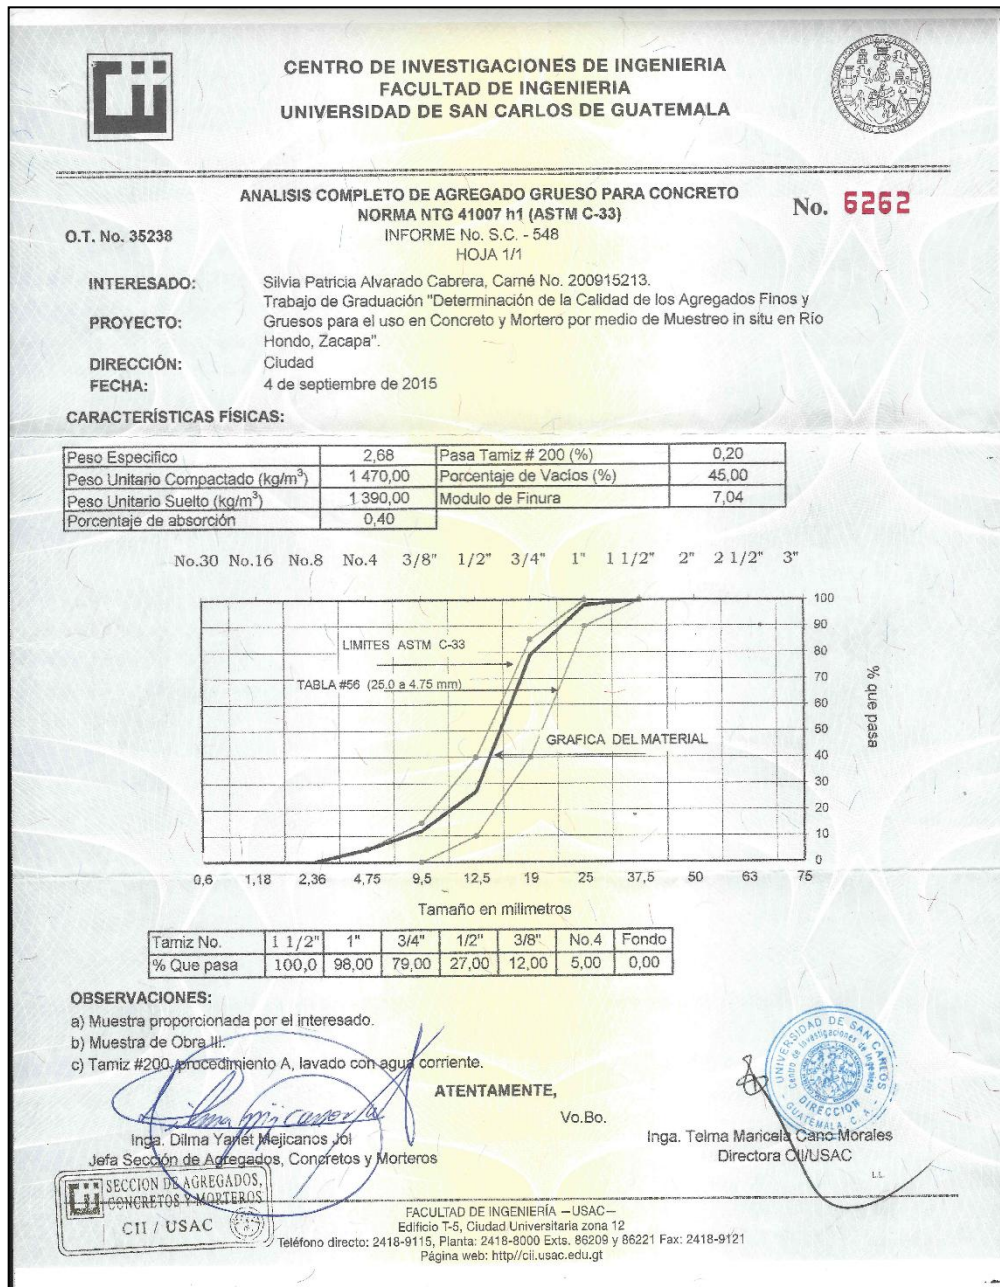 CENTRO DE INVESTIGACIONES DE INGENIERIA
FACULTAD DE INGENIERIA
UNIVERSIDAD DE SAN CARLOS DE GUATEMALA
ANALISIS COMPLETO DE AGREGADO GRUESO PARA CONCRETO
NORMA NTG 41007 h1 (ASTM C-33)
No. 6262
O.T. No. 35238
INFORME No. S.C. - 548
HOJA 1/1
INTERESADO: Silvia Patricia Alvarado Cabrera, Carné No. 200915213.
Trabajo de Graduación "Determinación de la Calidad de los Agregados Finos y
PROYECTO: Gruesos para el uso en Concreto y Mortero por medio de Muestreo in situ en Río
Hondo, Zacapa".
DIRECCIÓN: Ciudad
FECHA: 4 de septiembre de 2015
CARACTERÍSTICAS FÍSICAS:
Peso Especifico 2,68 Pasa Tamiz # 200 (%) 0,20
Peso Unitario Compactado (kg/m³) 1 470,00 Porcentaje de Vacíos (%) 45,00
Peso Unitario Suelto (kg/m³) 1 390,00 Modulo de Finura 7,04
Porcentaje de absorción 0,40
No.30 No.16 No.8 No.4 3/8" 1/2" 3/4" 1" 1 1/2" 2" 2 1/2" 3"
100
90
LIMITES ASTM C-33
80
70
TABLA #56 (25.0 a 4.75 mm)
60
50
% que pasa
GRAFICA DEL MATERIAL
40
30
20
10
0
0,6 1,18 2,36 4,75 9,5 12,5 19 25 37,5 50 63 75
Tamaño en milimetros
Tamiz No. 1 1/2" 1" 3/4" 1/2" 3/8" No.4 Fondo
% Que pasa 100,0 98,00 79,00 27,00 12,00 5,00 0,00
OBSERVACIONES:
a) Muestra proporcionada por el interesado.
b) Muestra de Obra III.
c) Tamiz #200, procedimiento A, lavado con agua corriente.
ATENTAMENTE,
Vo.Bo.
UNIVERSIDAD DE SAN CARLOS
Centro de Investigaciones de Ingeniería
DIRECCION
GUATEMALA, C. A.
Inga. Dilma Yanet Mejicanos Jol
Jefa Sección de Agregados, Concretos y Morteros
Inga. Telma Maricela Cano Morales
Directora CII/USAC
LL
SECCION DE AGREGADOS,
CONCRETOS Y MORTEROS
CII / USAC
FACULTAD DE INGENIERÍA —USAC—
Edificio T-5, Ciudad Universitaria zona 12
Teléfono directo: 2418-9115, Planta: 2418-8000 Exts. 86209 y 86221 Fax: 2418-9121
Página web: http//cii.usac.edu.gt